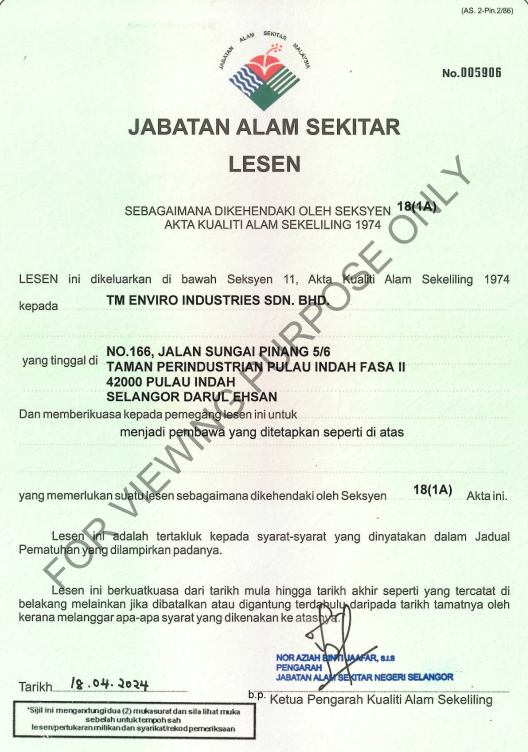 (AS. 2-Pin.2/86)
JABATAN ALAM SEKITAR MALAYSIA
No.005906
JABATAN ALAM SEKITAR
LESEN
SEBAGAIMANA DIKEHENDAKI OLEH SEKSYEN 18(1A)
AKTA KUALITI ALAM SEKELILING 1974
LESEN ini dikeluarkan di bawah Seksyen 11, Akta Kualiti Alam Sekeliling 1974
kepada TM ENVIRO INDUSTRIES SDN. BHD.
yang tinggal di NO.166, JALAN SUNGAI PINANG 5/6
TAMAN PERINDUSTRIAN PULAU INDAH FASA II
42000 PULAU INDAH
SELANGOR DARUL EHSAN
Dan memberikuasa kepada pemegang lesen ini untuk
menjadi pembawa yang ditetapkan seperti di atas
yang memerlukan suatu lesen sebagaimana dikehendaki oleh Seksyen 18(1A) Akta ini.
Lesen ini adalah tertakluk kepada syarat-syarat yang dinyatakan dalam Jadual
Pematuhan yang dilampirkan padanya.
Lesen ini berkuatkuasa dari tarikh mula hingga tarikh akhir seperti yang tercatat di
belakang melainkan jika dibatalkan atau digantung terdahulu daripada tarikh tamatnya oleh
kerana melanggar apa-apa syarat yang dikenakan ke atasnya.
FOR VIEWING PURPOSE ONLY
NOR AZIAH BINTI JAAFAR, S.I.S
PENGARAH
JABATAN ALAM SEKITAR NEGERI SELANGOR
Tarikh 18.04.2024
b.p. Ketua Pengarah Kualiti Alam Sekeliling
*Sijil ini mengandungi dua (2) mukasurat dan sila lihat muka
sebelah untuk tempoh sah
lesen/pertukaran milikan dan syarikat/rekod pemeriksaan